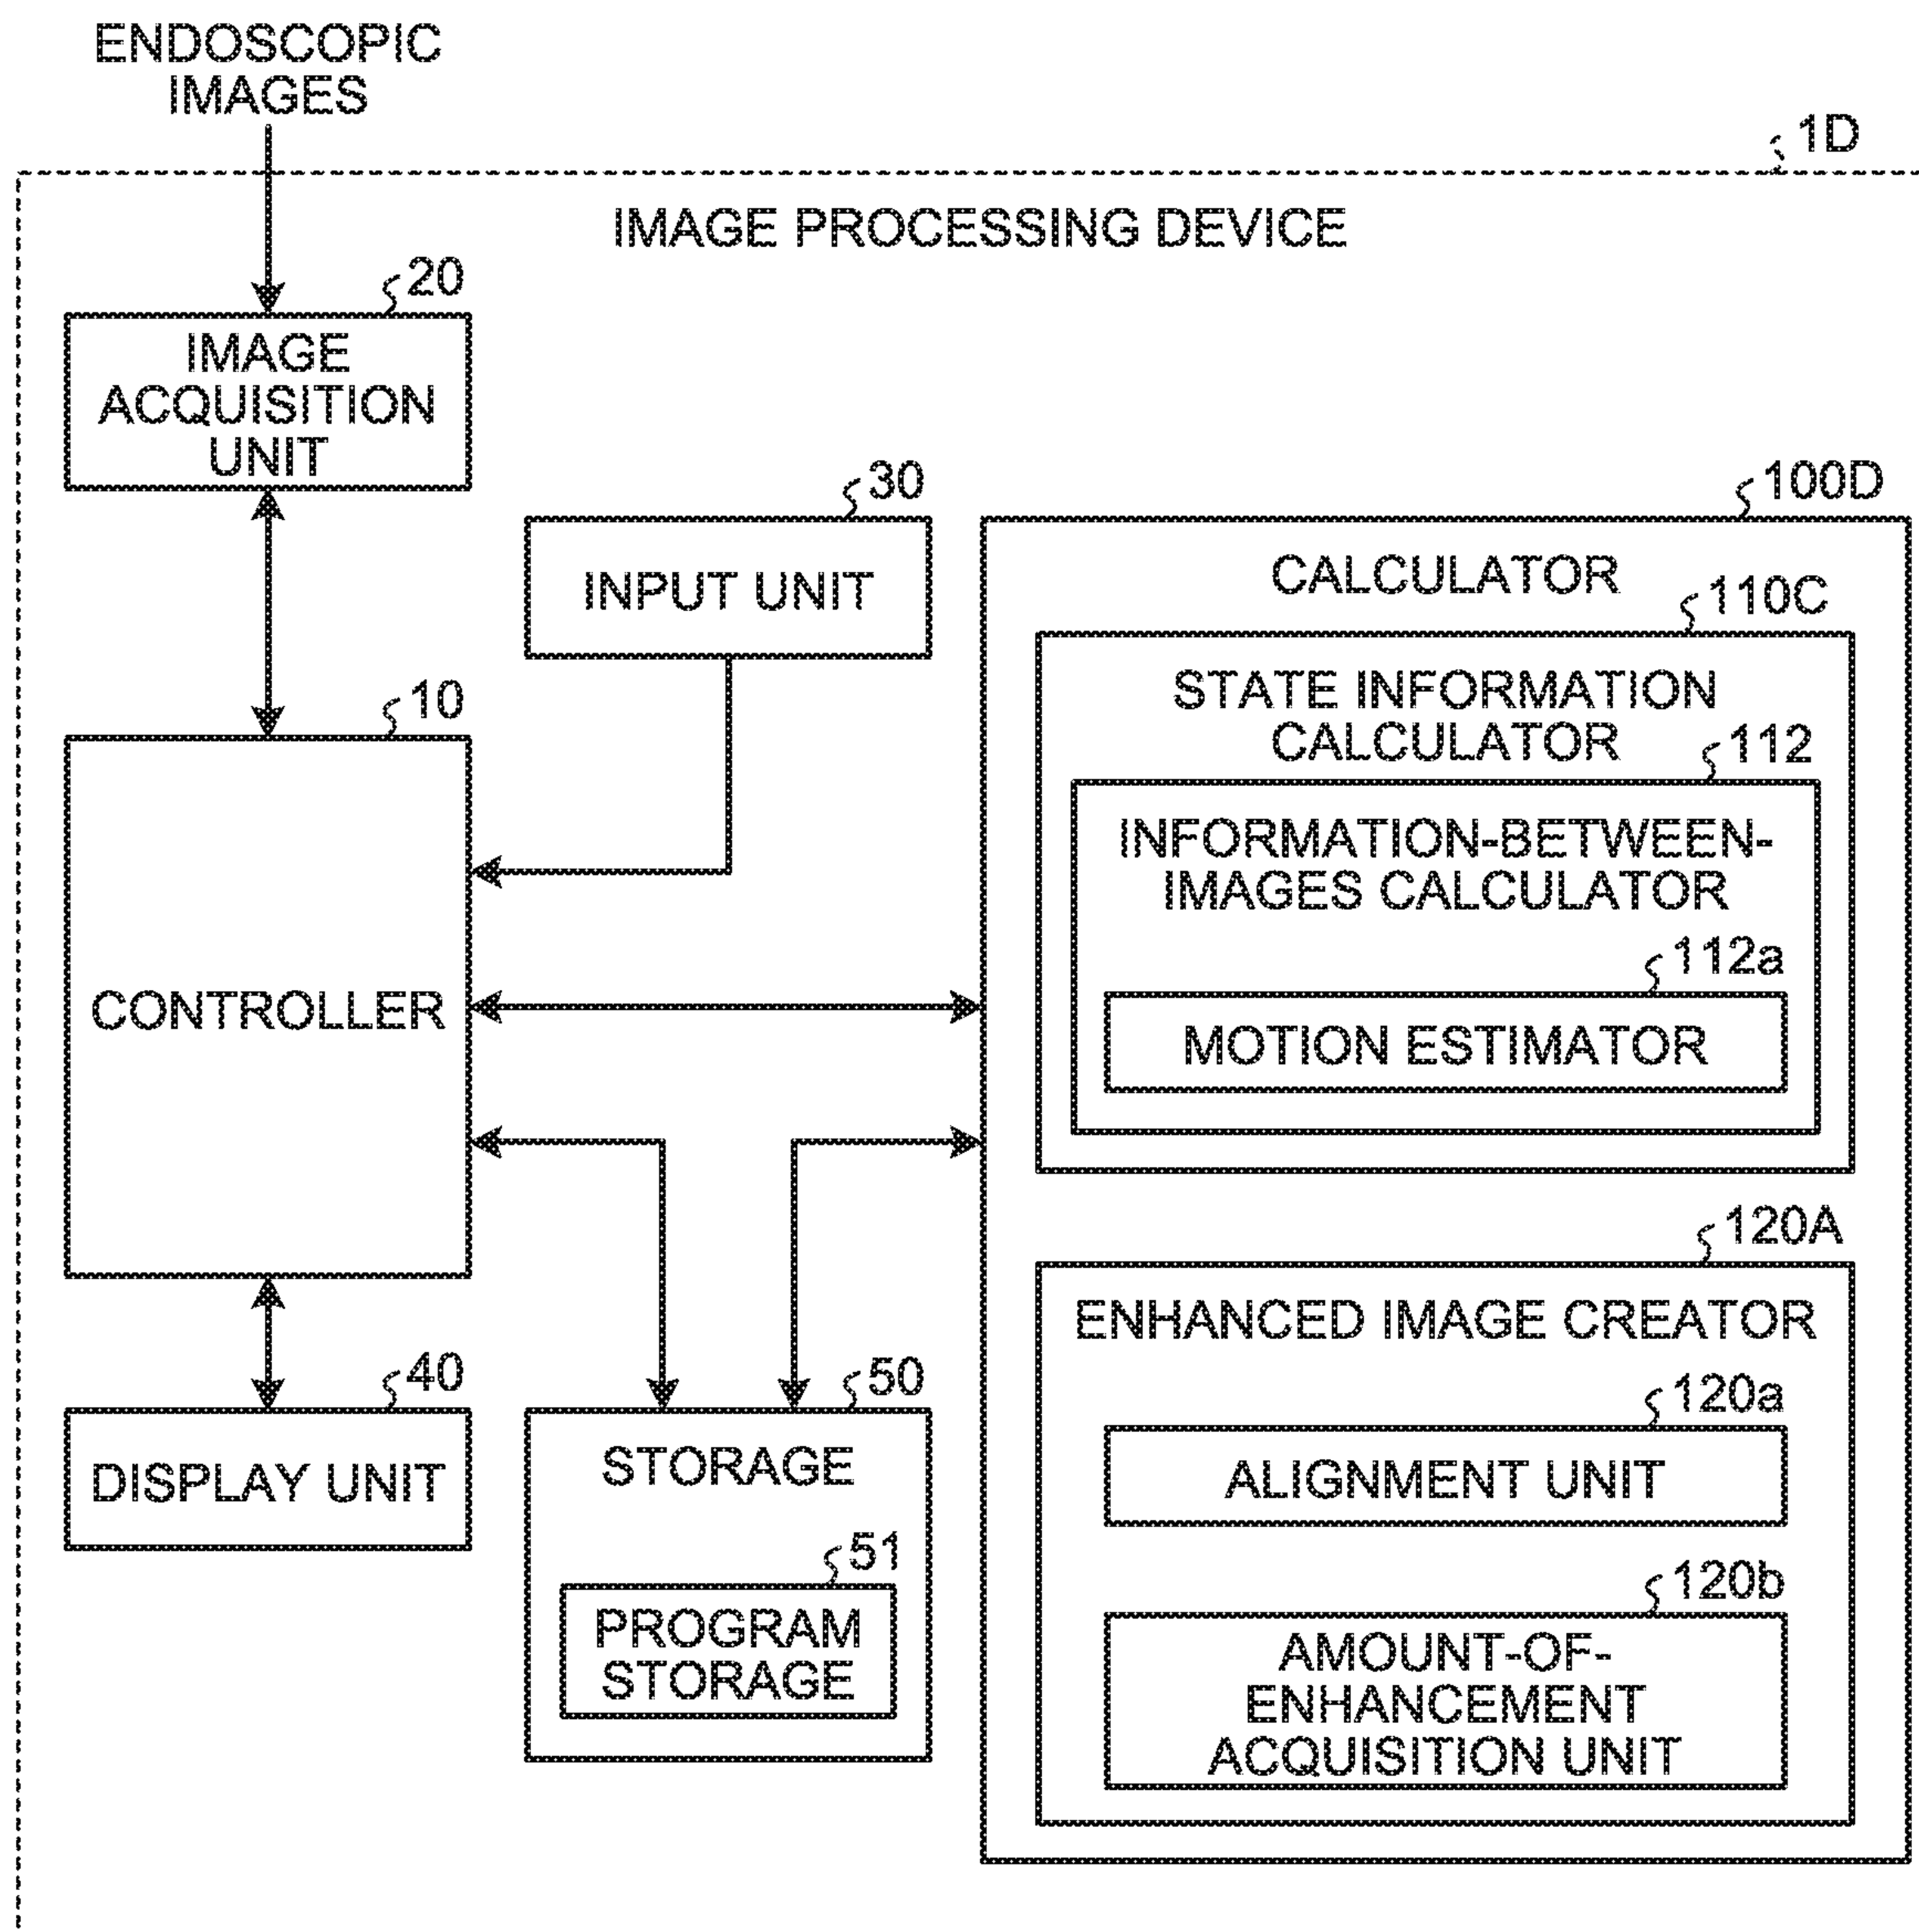 ENDOSCOPIC
IMAGES
1D
IMAGE PROCESSING DEVICE
20
IMAGE
ACQUISITION
UNIT
30
INPUT UNIT
10
CONTROLLER
40
DISPLAY UNIT
50
STORAGE
51
PROGRAM
STORAGE
100D
CALCULATOR
110C
STATE INFORMATION
CALCULATOR
112
INFORMATION-BETWEEN-
IMAGES CALCULATOR
112a
MOTION ESTIMATOR
120A
ENHANCED IMAGE CREATOR
120a
ALIGNMENT UNIT
120b
AMOUNT-OF-
ENHANCEMENT
ACQUISITION UNIT